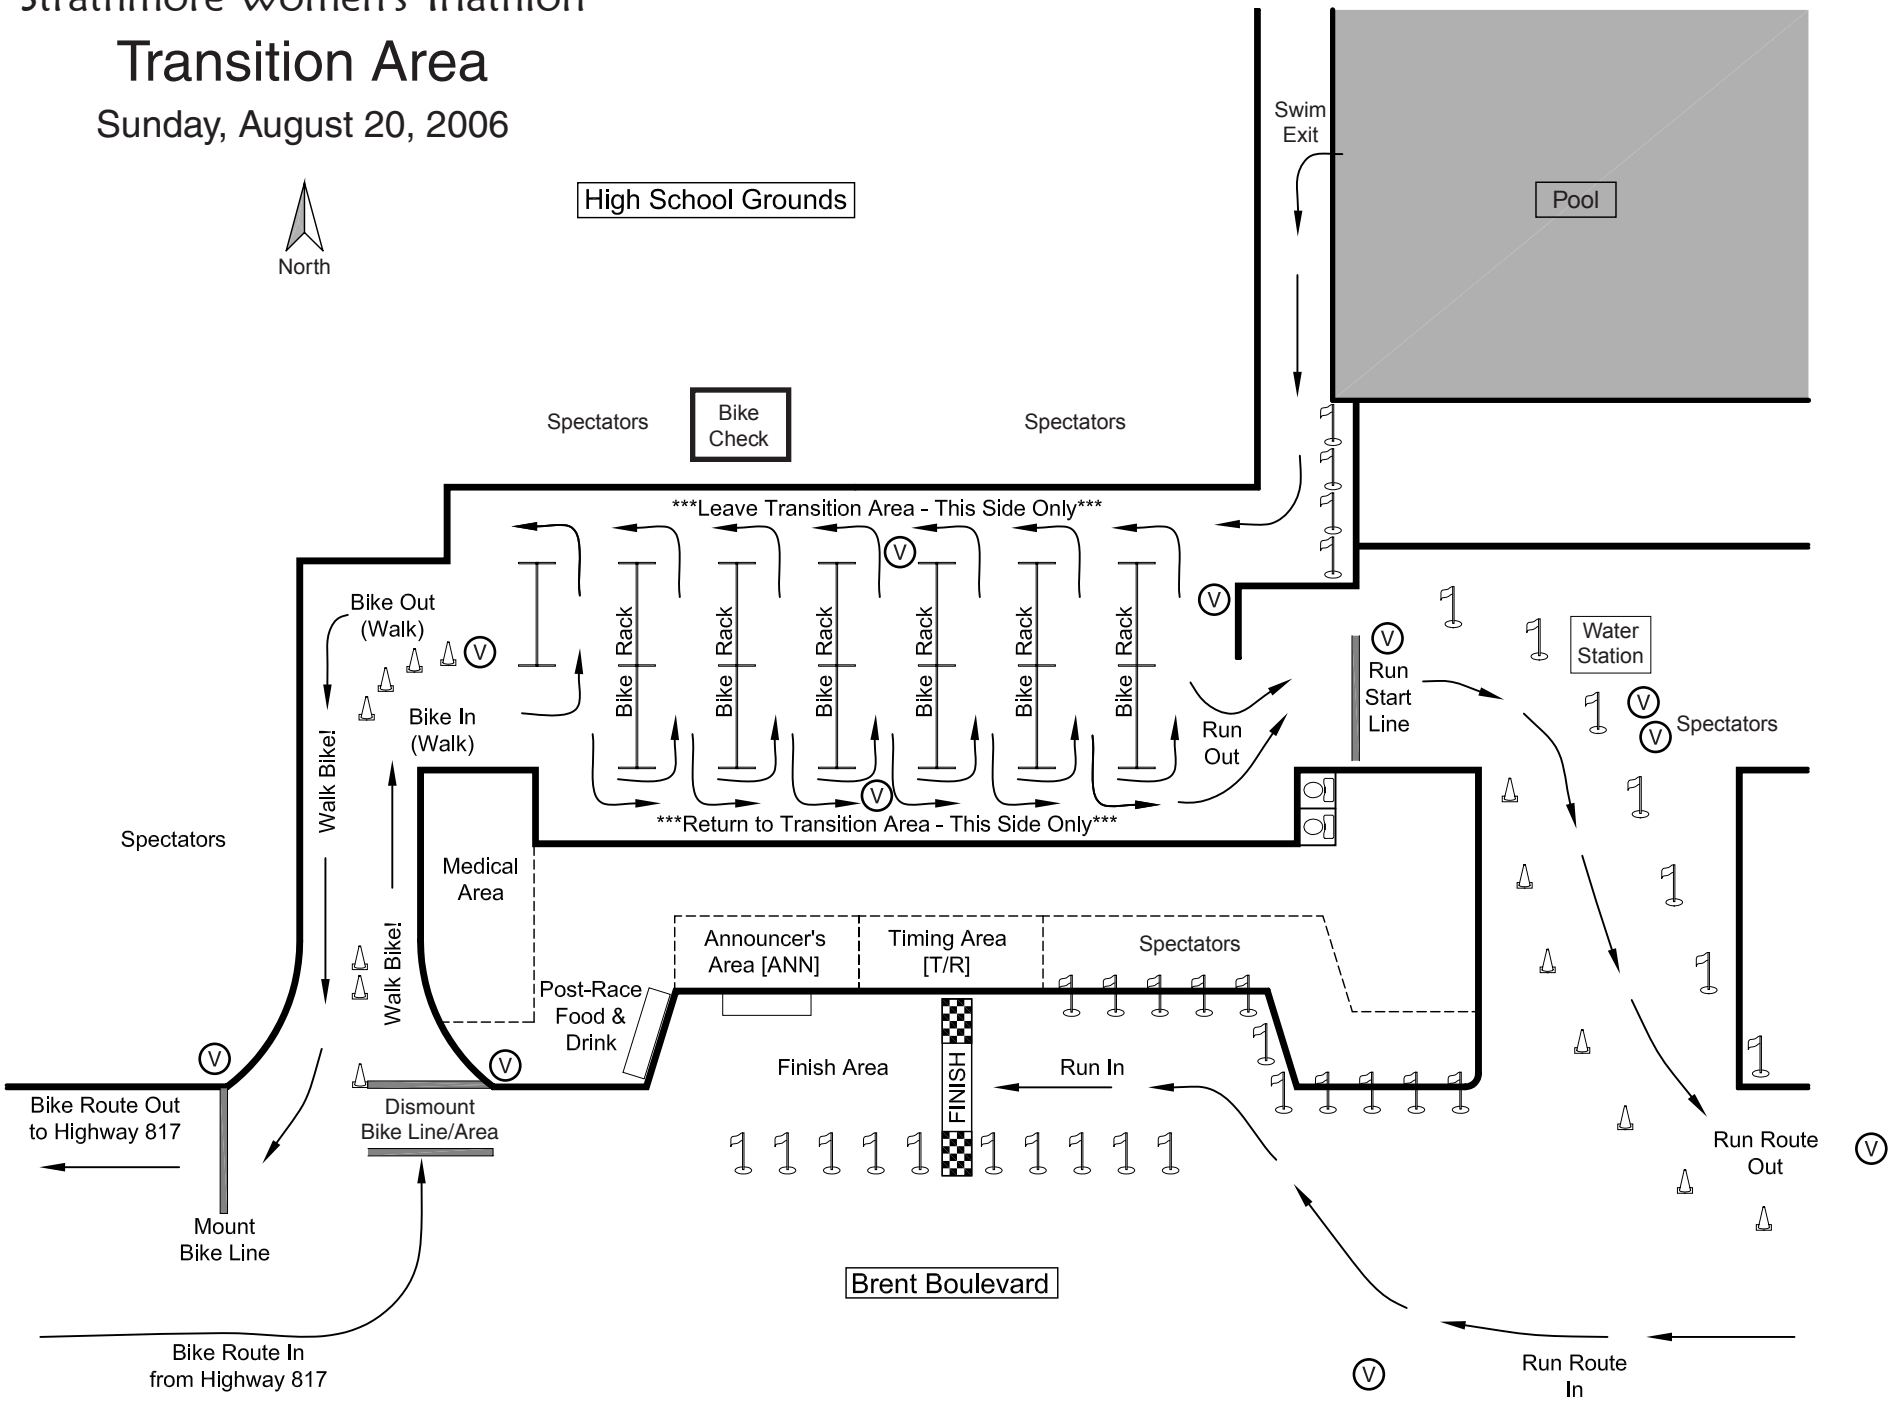 Strathmore Women's Triathlon
Transition Area
Sunday, August 20, 2006
North
High School Grounds
Swim
Exit
Pool
Spectators
Bike
Check
Spectators
***Leave Transition Area - This Side Only***
V
V
Bike Out
(Walk)
V
Bike Rack
Bike Rack
Bike Rack
Bike Rack
Bike Rack
Bike Rack
Bike In
(Walk)
Run
Out
V
Run
Start
Line
Water
Station
V
V
Spectators
Walk Bike!
V
***Return to Transition Area - This Side Only***
Spectators
Medical
Area
Walk Bike!
Announcer's
Area [ANN]
Timing Area
[T/R]
Spectators
Post-Race
Food &
Drink
V
V
Finish Area
FINISH
Run In
Bike Route Out
to Highway 817
Dismount
Bike Line/Area
Run Route
Out
V
Mount
Bike Line
Brent Boulevard
Bike Route In
from Highway 817
V
Run Route
In